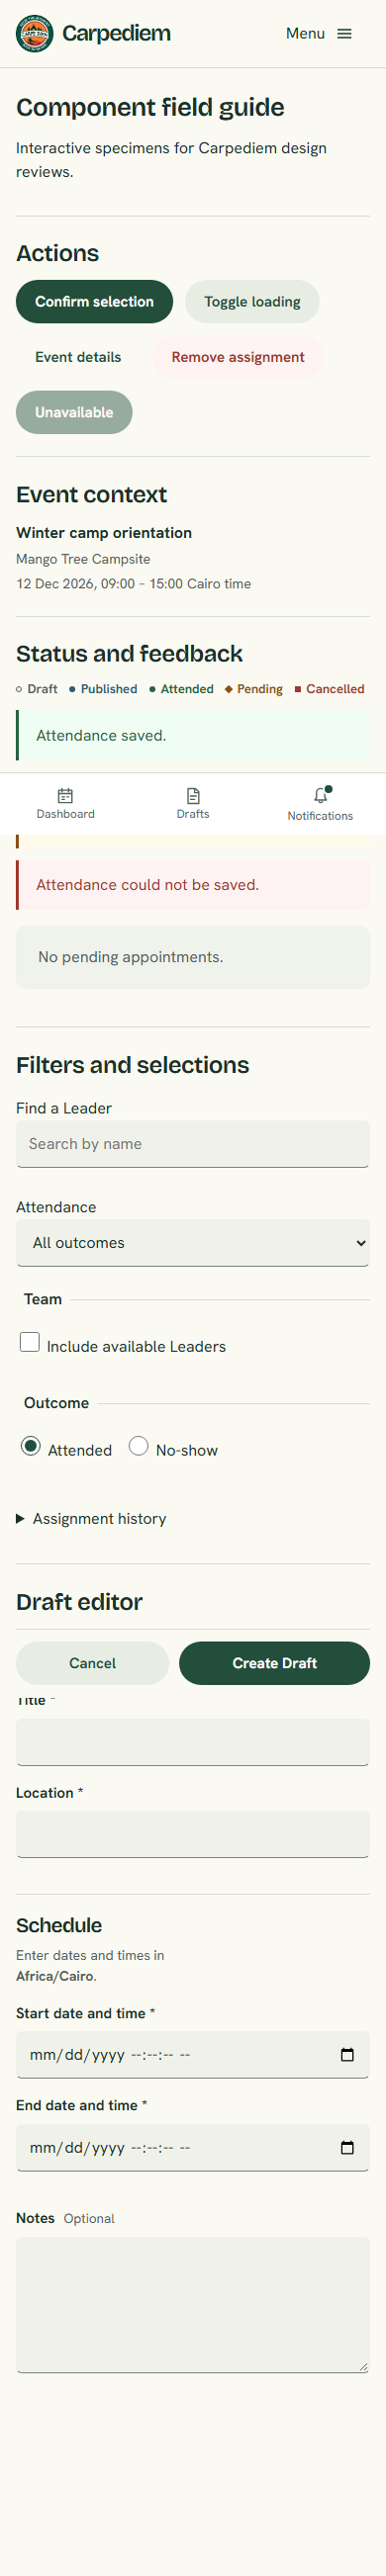 Carpediem
Menu
Component field guide
Interactive specimens for Carpediem design
reviews.
Actions
Confirm selection
Toggle loading
Event details
Remove assignment
Unavailable
Event context
Winter camp orientation
Mango Tree Campsite
12 Dec 2026, 09:00 – 15:00 Cairo time
Status and feedback
Draft Published Attended Pending Cancelled
Attendance saved.
Dashboard
Drafts
Notifications
Attendance could not be saved.
No pending appointments.
Filters and selections
Find a Leader
Search by name
Attendance
All outcomes
Team
Include available Leaders
Outcome
Attended No-show
Assignment history
Draft editor
Cancel
Create Draft
Title *
Location *
Schedule
Enter dates and times in
Africa/Cairo.
Start date and time *
mm/dd/yyyy --:--:-- --
End date and time *
mm/dd/yyyy --:--:-- --
Notes Optional